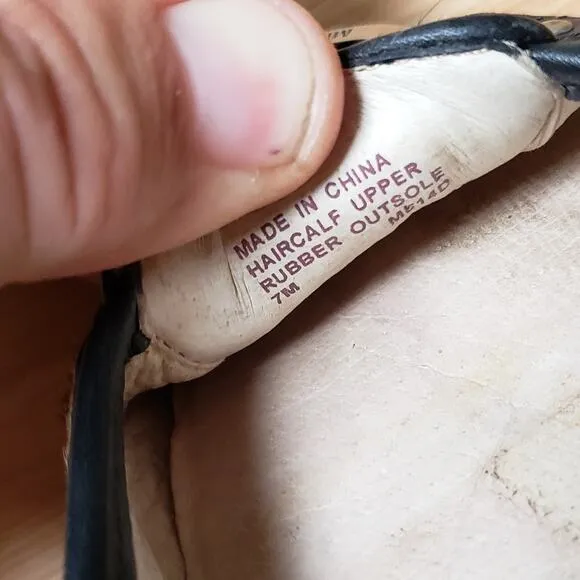 MADE IN CHINA
HAIRCALF UPPER
RUBBER OUTSOLE
7M